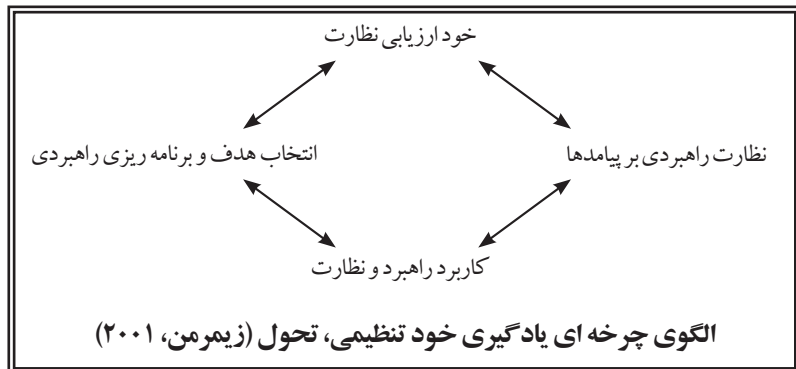 خود ارزیابی نظارت
نظارت راهبردی بر پیامدها
انتخاب هدف و برنامه ریزی راهبردی
کاربرد راهبرد و نظارت
الگوی چرخه ای یادگیری خود تنظیمی، تحول (زیمرمن، ۲۰۰۱)